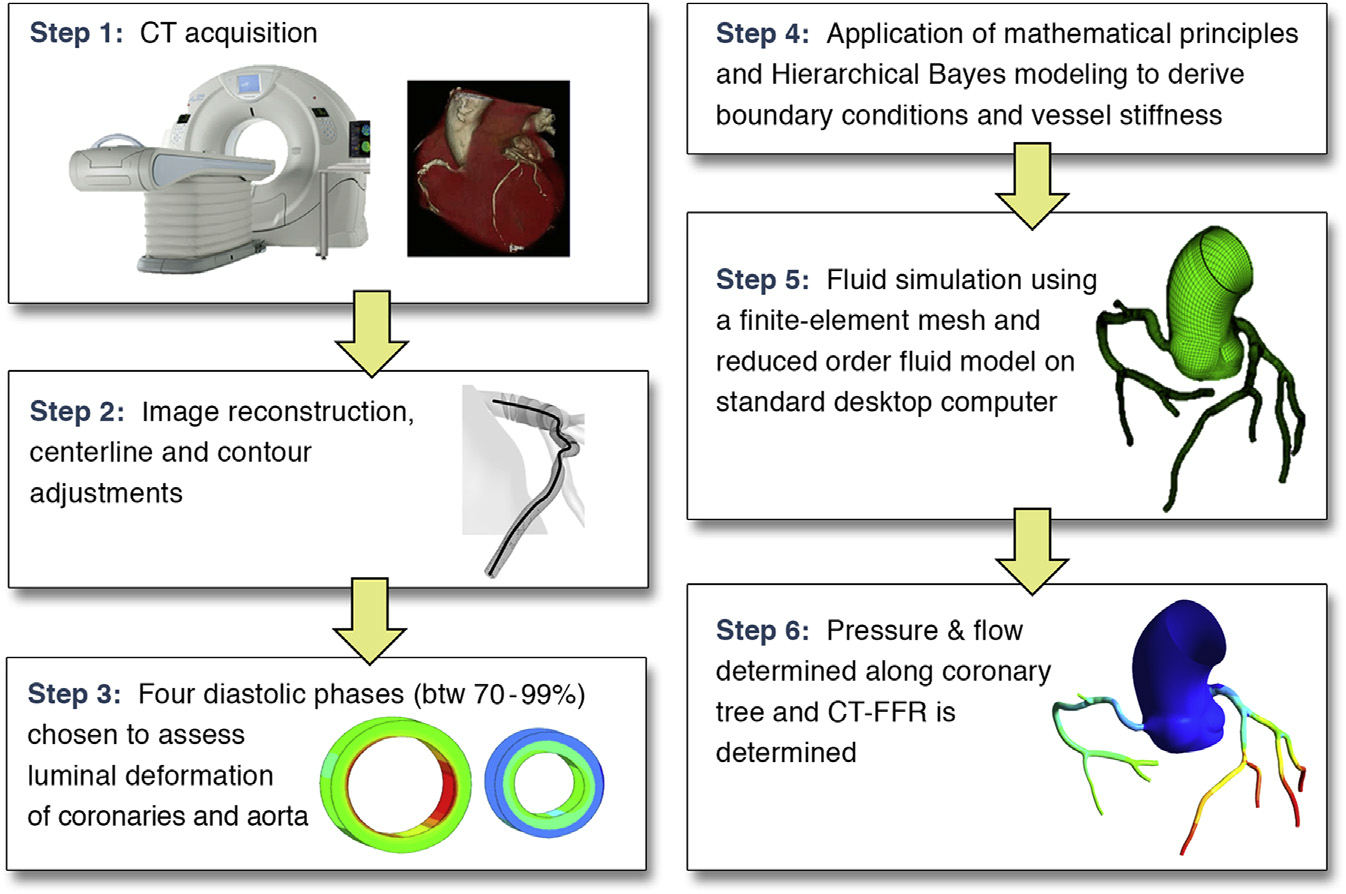 Step 1: CT acquisition
Step 2: Image reconstruction,
centerline and contour
adjustments
Step 3: Four diastolic phases (btw 70-99%)
chosen to assess
luminal deformation
of coronaries and aorta
Step 4: Application of mathematical principles
and Hierarchical Bayes modeling to derive
boundary conditions and vessel stiffness
Step 5: Fluid simulation using
a finite-element mesh and
reduced order fluid model on
standard desktop computer
Step 6: Pressure & flow
determined along coronary
tree and CT-FFR is
determined